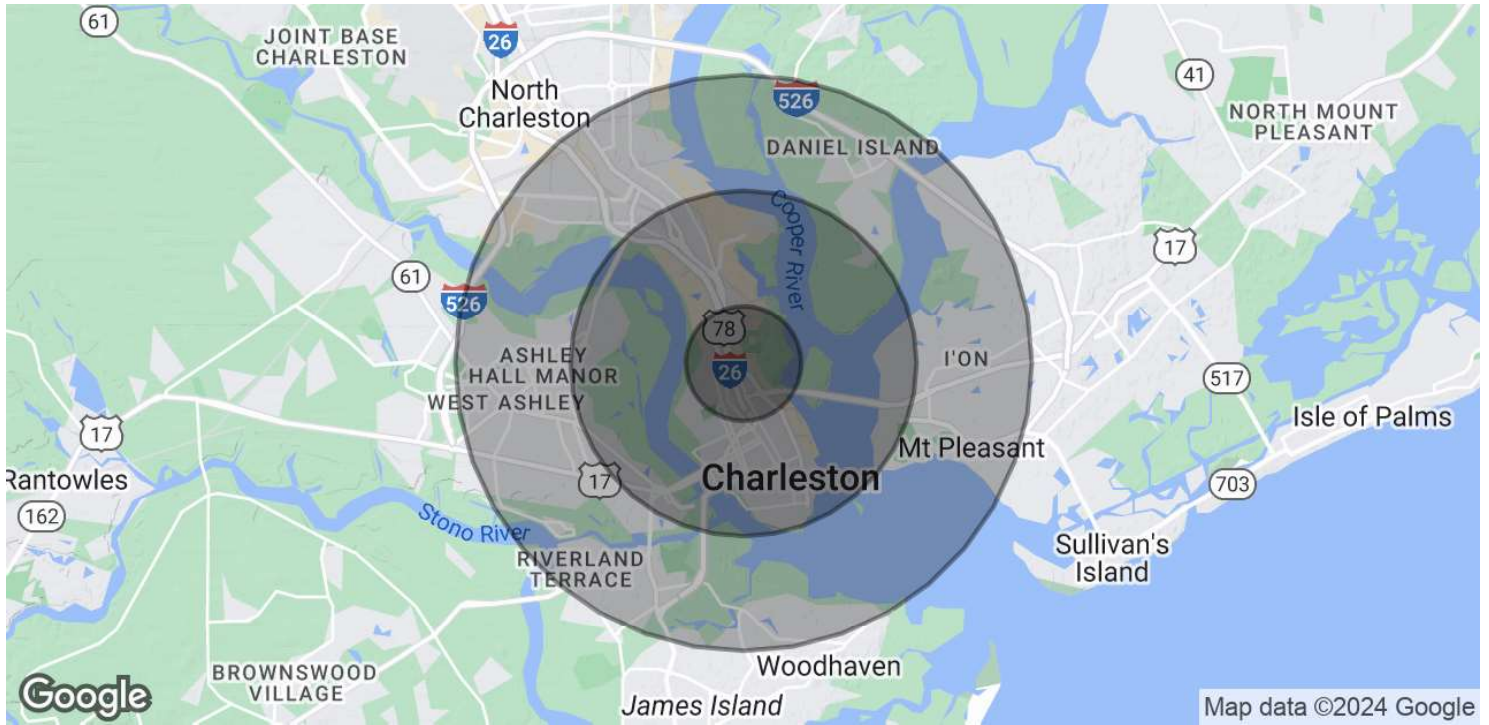 61
JOINT BASE
CHARLESTON
26
North
Charleston
526
41
NORTH MOUNT
PLEASANT
DANIEL ISLAND
Cooper River
17
61
526
78
ASHLEY
HALL MANOR
26
I'ON
WEST ASHLEY
517
17
Isle of Palms
Mt Pleasant
Rantowles
17
Charleston
703
162
Stono River
Sullivan's
Island
RIVERLAND
TERRACE
Woodhaven
BROWNSWOOD
VILLAGE
James Island
Google
Map data ©2024 Google